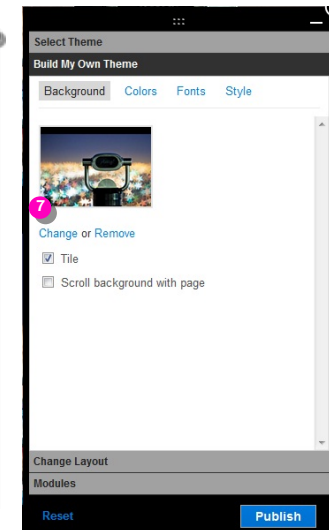 Select Theme
Build My Own Theme
Background Colors Fonts Style
7
Change or Remove
Tile
Scroll background with page
Change Layout
Modules
Reset Publish